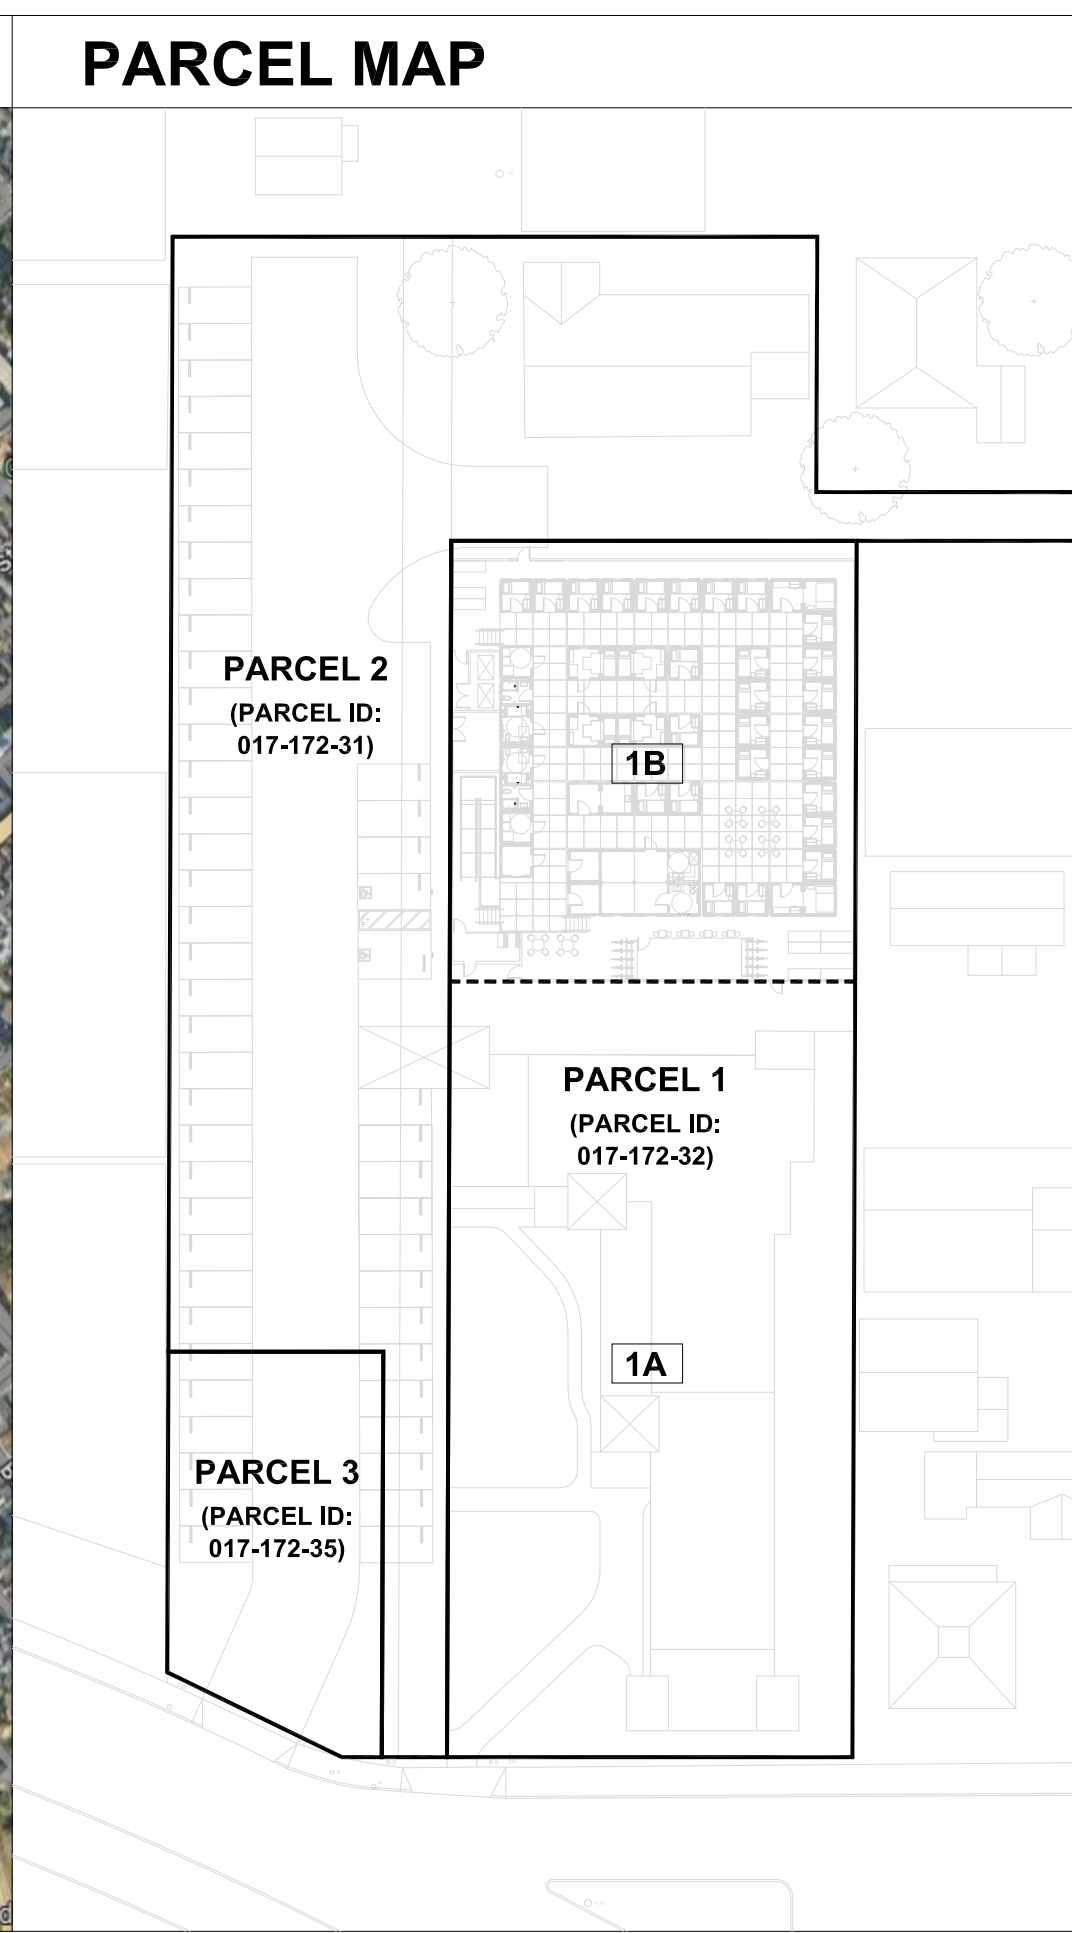 PARCEL MAP
PARCEL 2
(PARCEL ID:
017-172-31)
1B
PARCEL 1
(PARCEL ID:
017-172-32)
1A
PARCEL 3
(PARCEL ID:
017-172-35)